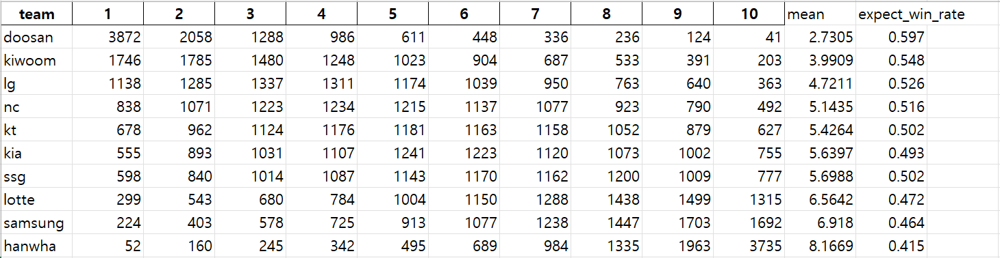 team 1 2 3 4 5 6 7 8 9 10 mean expect_win_rate
doosan 3872 2058 1288 986 611 448 336 236 124 41 2.7305 0.597
kiwoom 1746 1785 1480 1248 1023 904 687 533 391 203 3.9909 0.548
lg 1138 1285 1337 1311 1174 1039 950 763 640 363 4.7211 0.526
nc 838 1071 1223 1234 1215 1137 1077 923 790 492 5.1435 0.516
kt 678 962 1124 1176 1181 1163 1158 1052 879 627 5.4264 0.502
kia 555 893 1031 1107 1241 1223 1120 1073 1002 755 5.6397 0.493
ssg 598 840 1014 1087 1143 1170 1162 1200 1009 777 5.6988 0.502
lotte 299 543 680 784 1004 1150 1288 1438 1499 1315 6.5642 0.472
samsung 224 403 578 725 913 1077 1238 1447 1703 1692 6.918 0.464
hanwha 52 160 245 342 495 689 984 1335 1963 3735 8.1669 0.415